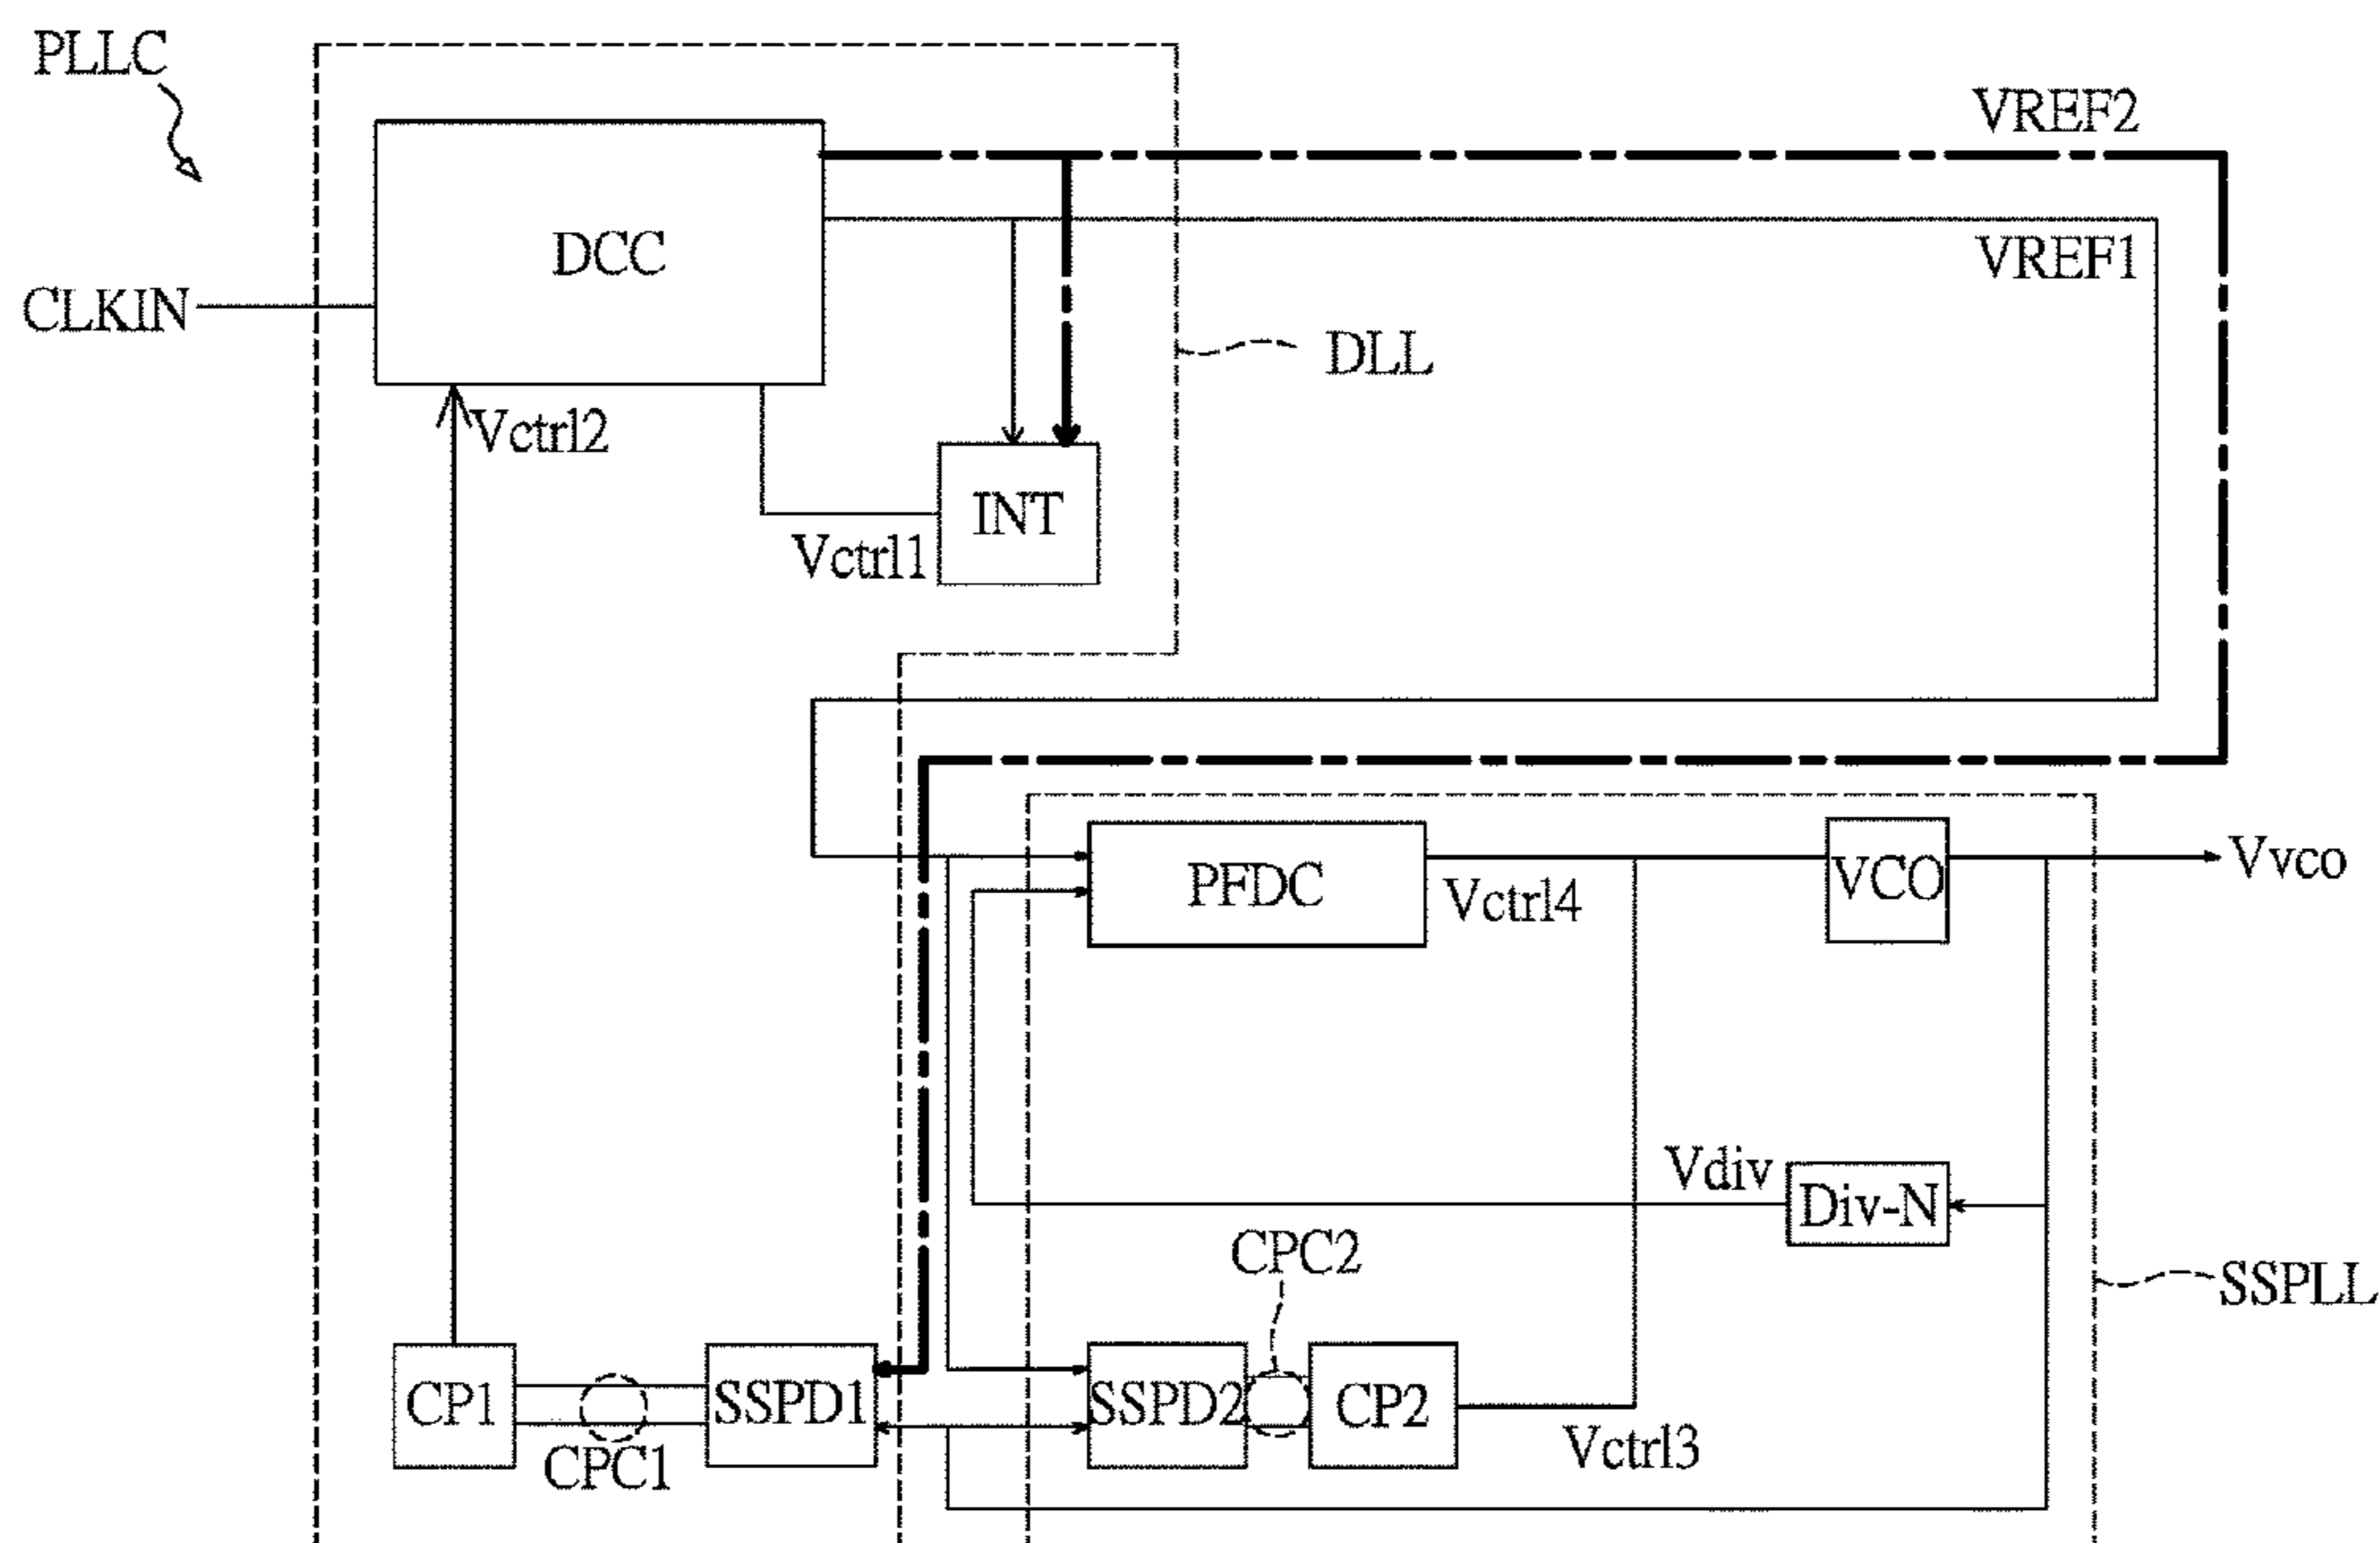 PLLC
VREF2
DCC
VREF1
CLKIN
DLL
Vctrl2
INT
Vctrl1
PFDC
VCO
Vvco
Vctrl4
Vdiv
Div-N
CPC2
SSPLL
CP1
SSPD1
SSPD2
CP2
CPC1
Vctrl3